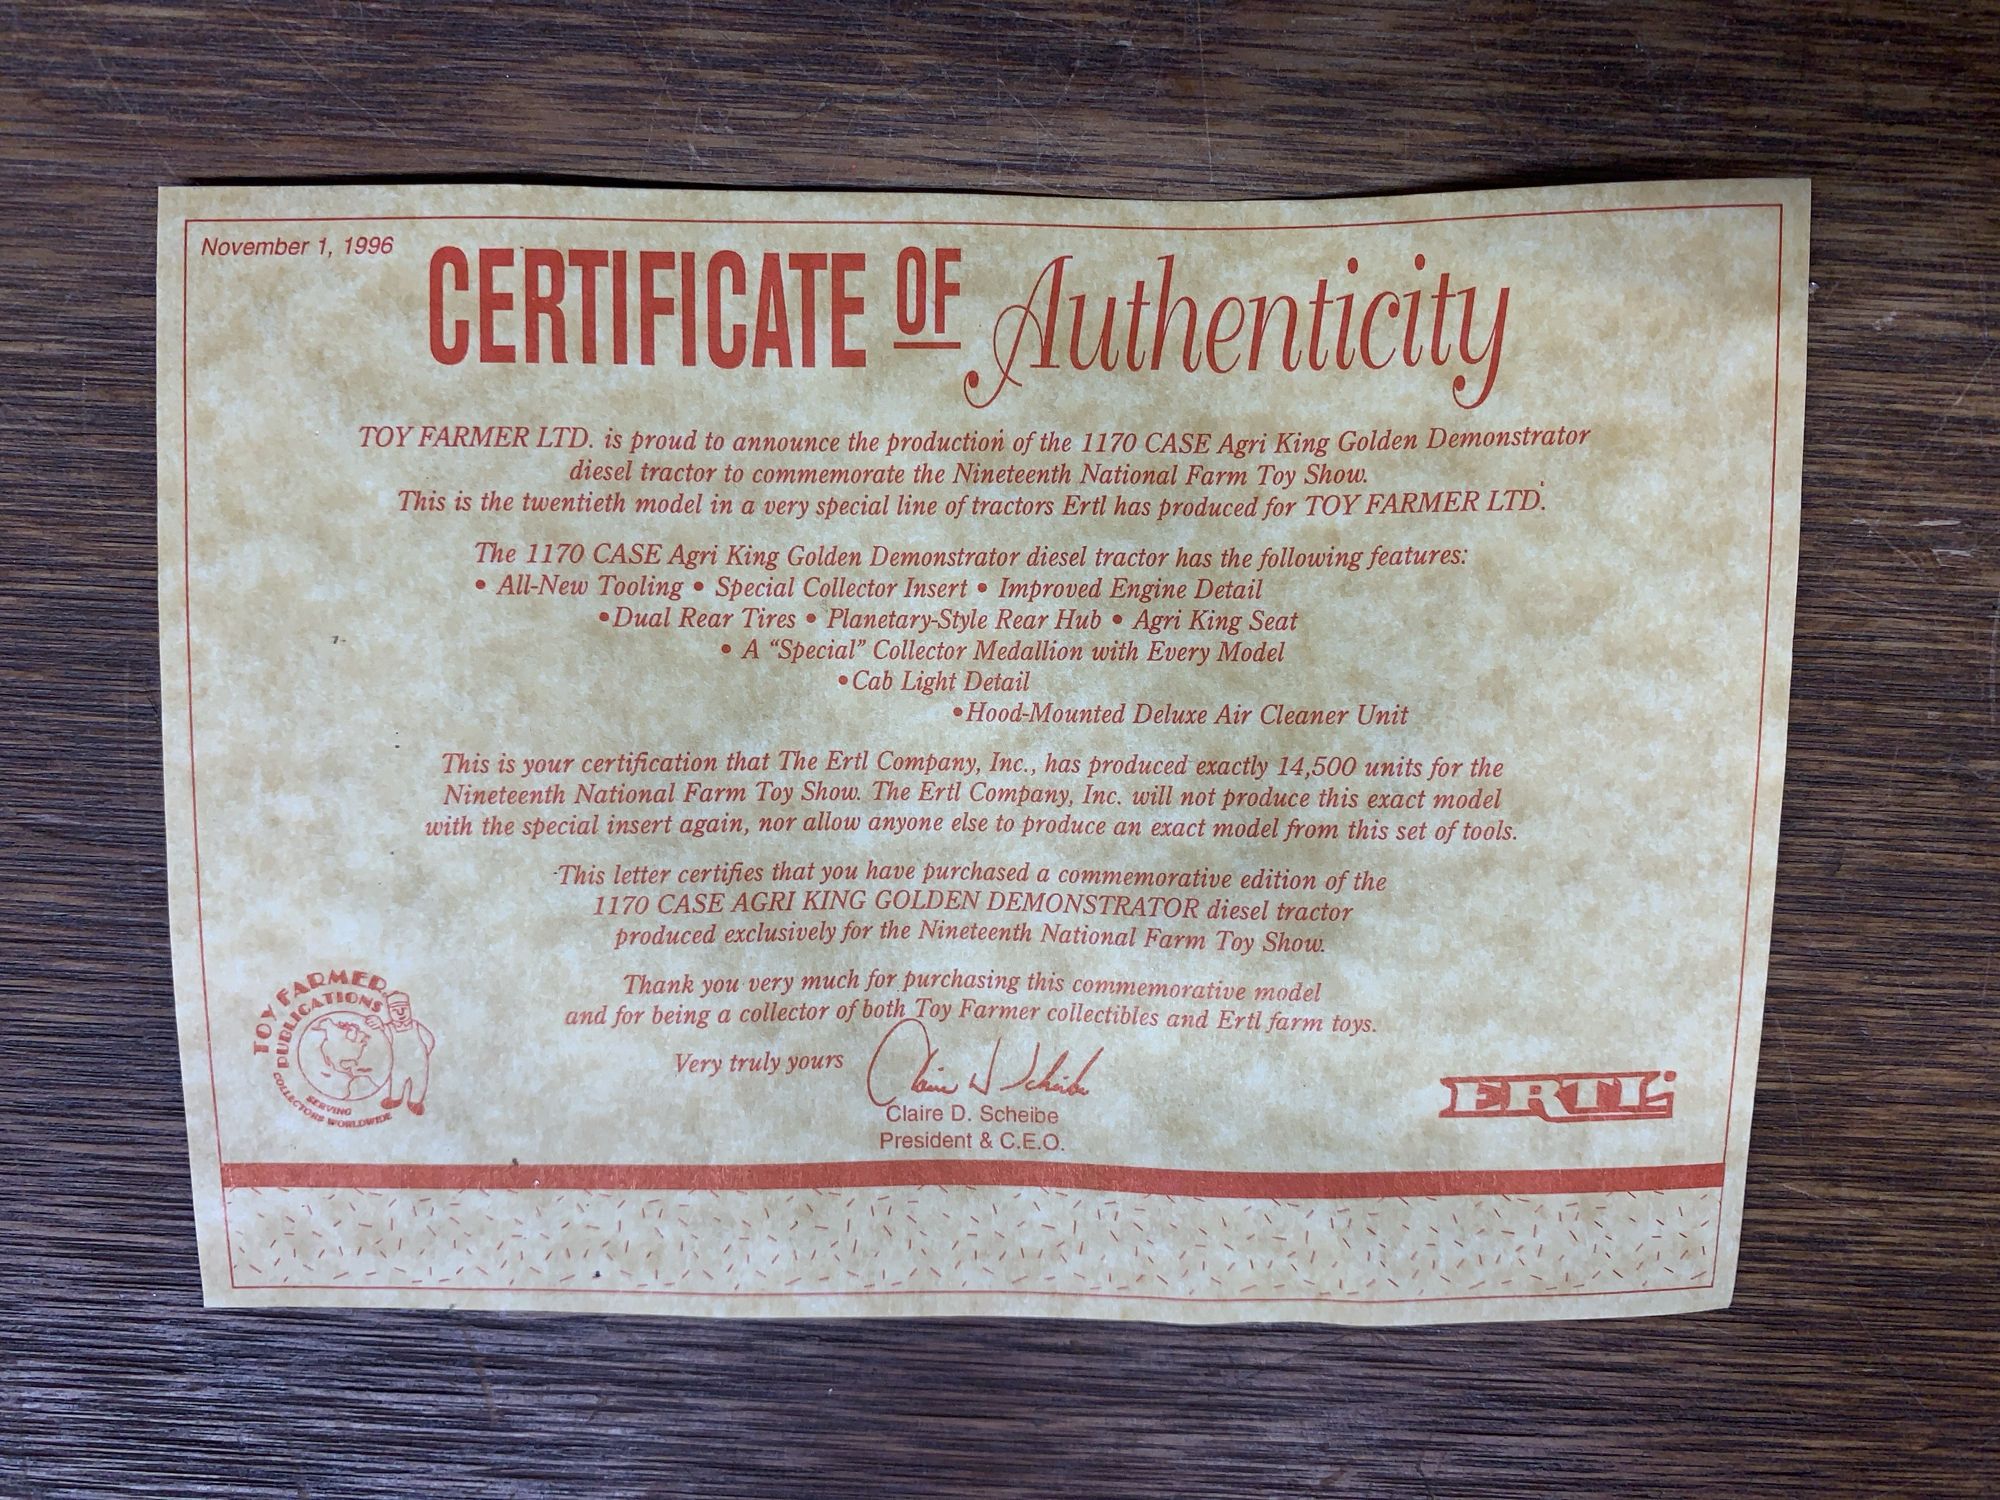 November 1, 1996
CERTIFICATE OF Authenticity
TOY FARMER LTD. is proud to announce the production of the 1170 CASE Agri King Golden Demonstrator
diesel tractor to commemorate the Nineteenth National Farm Toy Show.
This is the twentieth model in a very special line of tractors Ertl has produced for TOY FARMER LTD.
The 1170 CASE Agri King Golden Demonstrator diesel tractor has the following features:
• All-New Tooling • Special Collector Insert • Improved Engine Detail
• Dual Rear Tires • Planetary-Style Rear Hub • Agri King Seat
• A “Special” Collector Medallion with Every Model
• Cab Light Detail
• Hood-Mounted Deluxe Air Cleaner Unit
This is your certification that The Ertl Company, Inc., has produced exactly 14,500 units for the
Nineteenth National Farm Toy Show. The Ertl Company, Inc. will not produce this exact model
with the special insert again, nor allow anyone else to produce an exact model from this set of tools.
This letter certifies that you have purchased a commemorative edition of the
1170 CASE AGRI KING GOLDEN DEMONSTRATOR diesel tractor
produced exclusively for the Nineteenth National Farm Toy Show.
Thank you very much for purchasing this commemorative model
and for being a collector of both Toy Farmer collectibles and Ertl farm toys.
Very truly yours
Claire D Scheibe
Claire D. Scheibe
President & C.E.O.
TOY FARMER
PUBLICATIONS
SERVING
COLLECTORS WORLDWIDE
ERTL